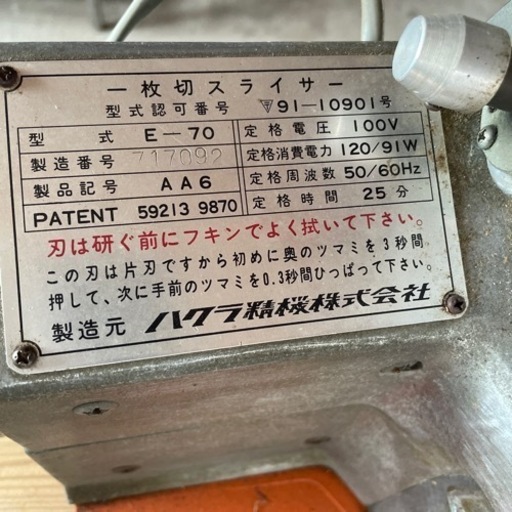 一枚切スライサー
型式認可番号 ▽91-10901号
型式 E-70 定格電圧 100V
製造番号 717092 定格消費電力 120/91W
製品記号 AA6 定格周波数 50/60Hz
PATENT 59213 9870 定格時間 25分
刃は研ぐ前にフキンでよく拭いて下さい。
この刃は片刃ですから初めに奥のツマミを3秒間
押して、次に手前のツマミを0.3秒間ひっぱって下さい。
製造元 ハクラ精機株式会社